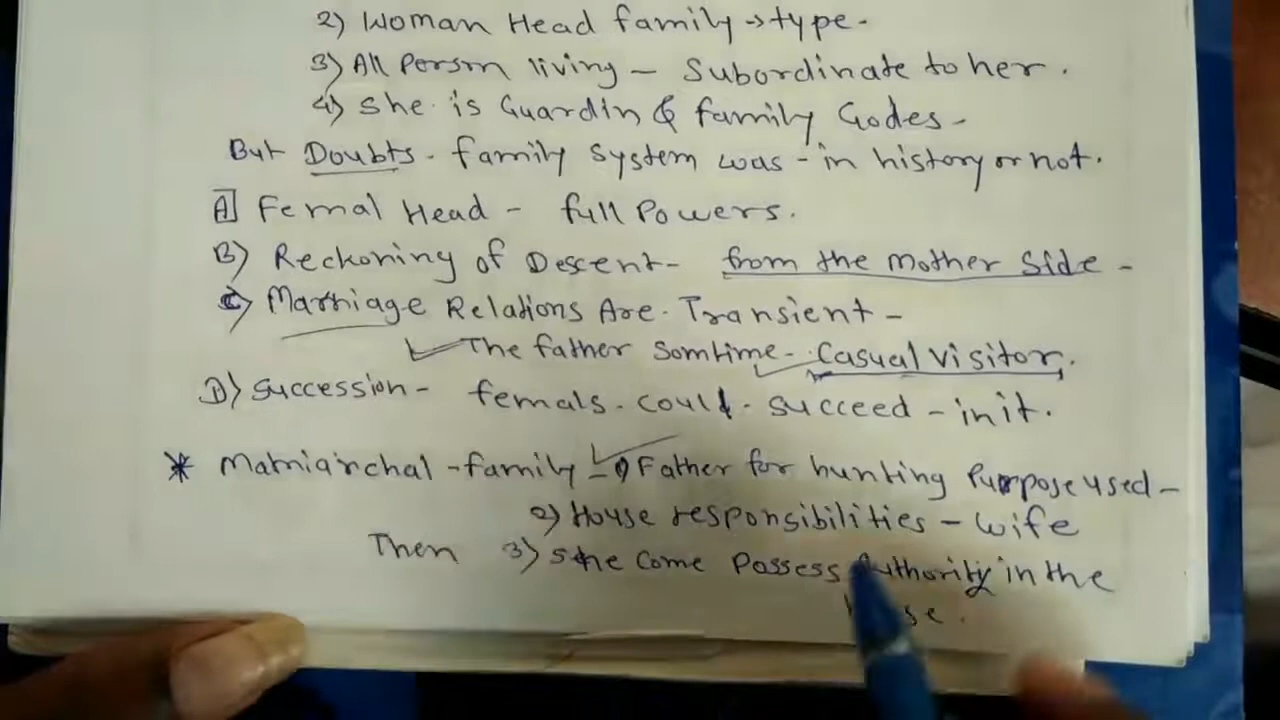 2) Woman Head family → type -
3) All Person living - Subordinate to her .
4) She is Guardin & family Godes -
But Doubts - family system was - in history or not.
A Femal Head - full Powers.
B) Reckoning of Descent - from the mother Side -
C) Marriage Relations Are - Transient -
The father Somtime - Casual visitor.
D) Succession - femals - could - succeed - in it.
* Matriarchal - family - 1) Father for hunting Purpose used -
2) House responsibilities - wife
Then 3) She Come Possess Authority in the